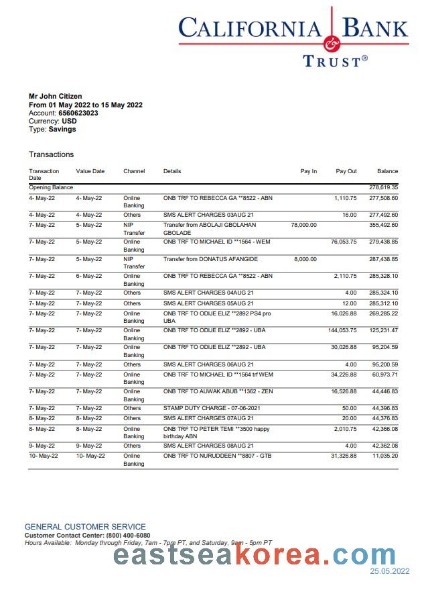 CALIFORNIA BANK
&
TRUST®
Mr John Citizen
From 01 May 2022 to 15 May 2022
Account: 6560623023
Currency: USD
Type: Savings
Transactions
Transaction Date Value Date Channel Details Pay In Pay Out Balance
Opening Balance 278,619.35
4- May-22 4- May-22 Online Banking ONB TRF TO REBECCA GA **8522 - ABN 1,110.75 277,508.60
4- May-22 4- May-22 Others SMS ALERT CHARGES 03AUG 21 16.00 277,492.60
7- May-22 5- May-22 NIP Transfer Transfer from ABOLAJI GBOLAHAN GBOLADE 78,000.00 355,492.60
7- May-22 5- May-22 Online Banking ONB TRF TO MICHAEL ID **1564 - WEM 76,053.75 279,438.85
7- May-22 5- May-22 NIP Transfer Transfer from DONATUS AFANGIDE 8,000.00 287,438.85
7- May-22 6- May-22 Online Banking ONB TRF TO REBECCA GA **8522 - ABN 2,110.75 285,328.10
7- May-22 6- May-22 Others SMS ALERT CHARGES 04AUG 21 4.00 285,324.10
7- May-22 7- May-22 Others SMS ALERT CHARGES 05AUG 21 12.00 285,312.10
7- May-22 7- May-22 Online Banking ONB TRF TO ODIJE ELIZ **2892 PS4 pro UBA 16,026.88 269,285.22
7- May-22 7- May-22 Online Banking ONB TRF TO ODIJE ELIZ **2892 - UBA 144,053.75 125,231.47
7- May-22 7- May-22 Online Banking ONB TRF TO ODIJE ELIZ **2892 - UBA 30,026.88 95,204.59
7- May-22 7- May-22 Others SMS ALERT CHARGES 06AUG 21 4.00 95,200.59
7- May-22 7- May-22 Online Banking ONB TRF TO MICHAEL ID **1564 trf WEM 34,226.88 60,973.71
7- May-22 7- May-22 Online Banking ONB TRF TO AUWAK ABUB **1362 - ZEN 16,526.88 44,446.83
7- May-22 7- May-22 Others STAMP DUTY CHARGE - 07-06-2021 50.00 44,396.83
8- May-22 8- May-22 Others SMS ALERT CHARGES 07AUG 21 20.00 44,376.83
8- May-22 8- May-22 Online Banking ONB TRF TO PETER TEMI **3500 happy birthday ABN 2,010.75 42,366.08
9- May-22 9- May-22 Others SMS ALERT CHARGES 08AUG 21 4.00 42,362.08
10- May-22 10- May-22 Online Banking ONB TRF TO NURUDDEEN **8807 - GTB 31,326.88 11,035.20
GENERAL CUSTOMER SERVICE
Customer Contact Center: (800) 400-6080
Hours Available: Monday through Friday, 7am - 7pm PT, and Saturday, 9am - 5pm PT
eastseakorea.com
25.05.2022